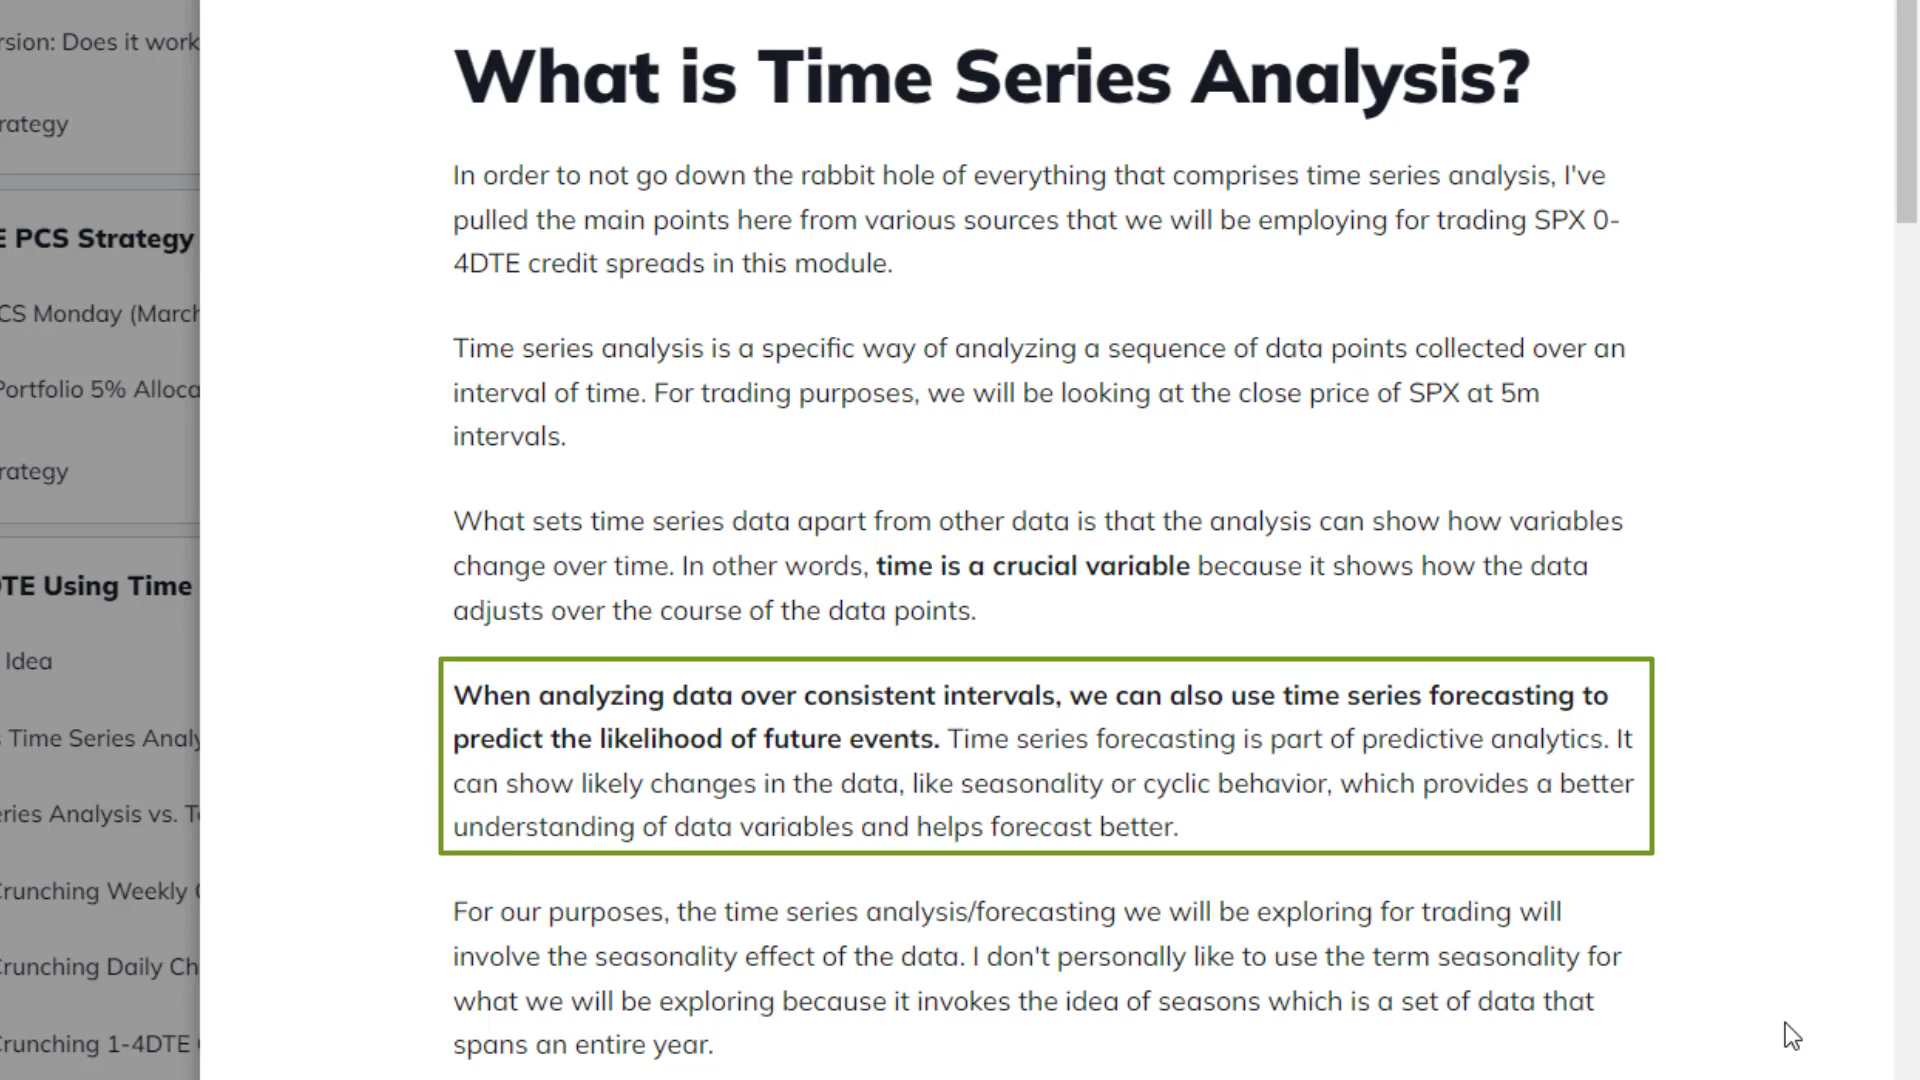 rsion: Does it work
rategy
E PCS Strategy
CS Monday (March
Portfolio 5% Alloca
rategy
TE Using Time
Idea
Time Series Analy
ries Analysis vs. T
runching Weekly
runching Daily Ch
runching 1-4DTE
What is Time Series Analysis?
In order to not go down the rabbit hole of everything that comprises time series analysis, I've
pulled the main points here from various sources that we will be employing for trading SPX 0-
4DTE credit spreads in this module.
Time series analysis is a specific way of analyzing a sequence of data points collected over an
interval of time. For trading purposes, we will be looking at the close price of SPX at 5m
intervals.
What sets time series data apart from other data is that the analysis can show how variables
change over time. In other words, time is a crucial variable because it shows how the data
adjusts over the course of the data points.
When analyzing data over consistent intervals, we can also use time series forecasting to
predict the likelihood of future events. Time series forecasting is part of predictive analytics. It
can show likely changes in the data, like seasonality or cyclic behavior, which provides a better
understanding of data variables and helps forecast better.
For our purposes, the time series analysis/forecasting we will be exploring for trading will
involve the seasonality effect of the data. I don't personally like to use the term seasonality for
what we will be exploring because it invokes the idea of seasons which is a set of data that
spans an entire year.